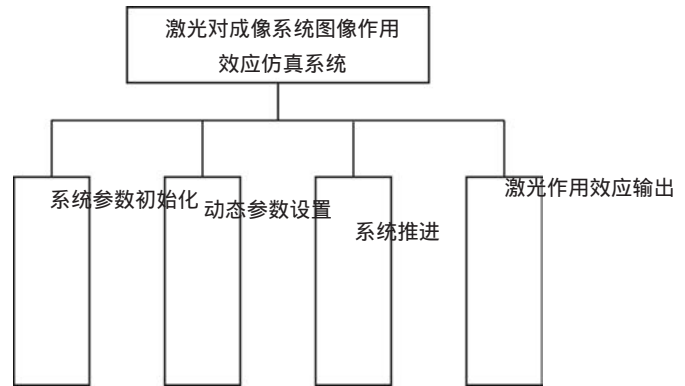 激光对成像系统图像作用
效应仿真系统
系统参数初始化
动态参数设置
系统推进
激光作用效应输出